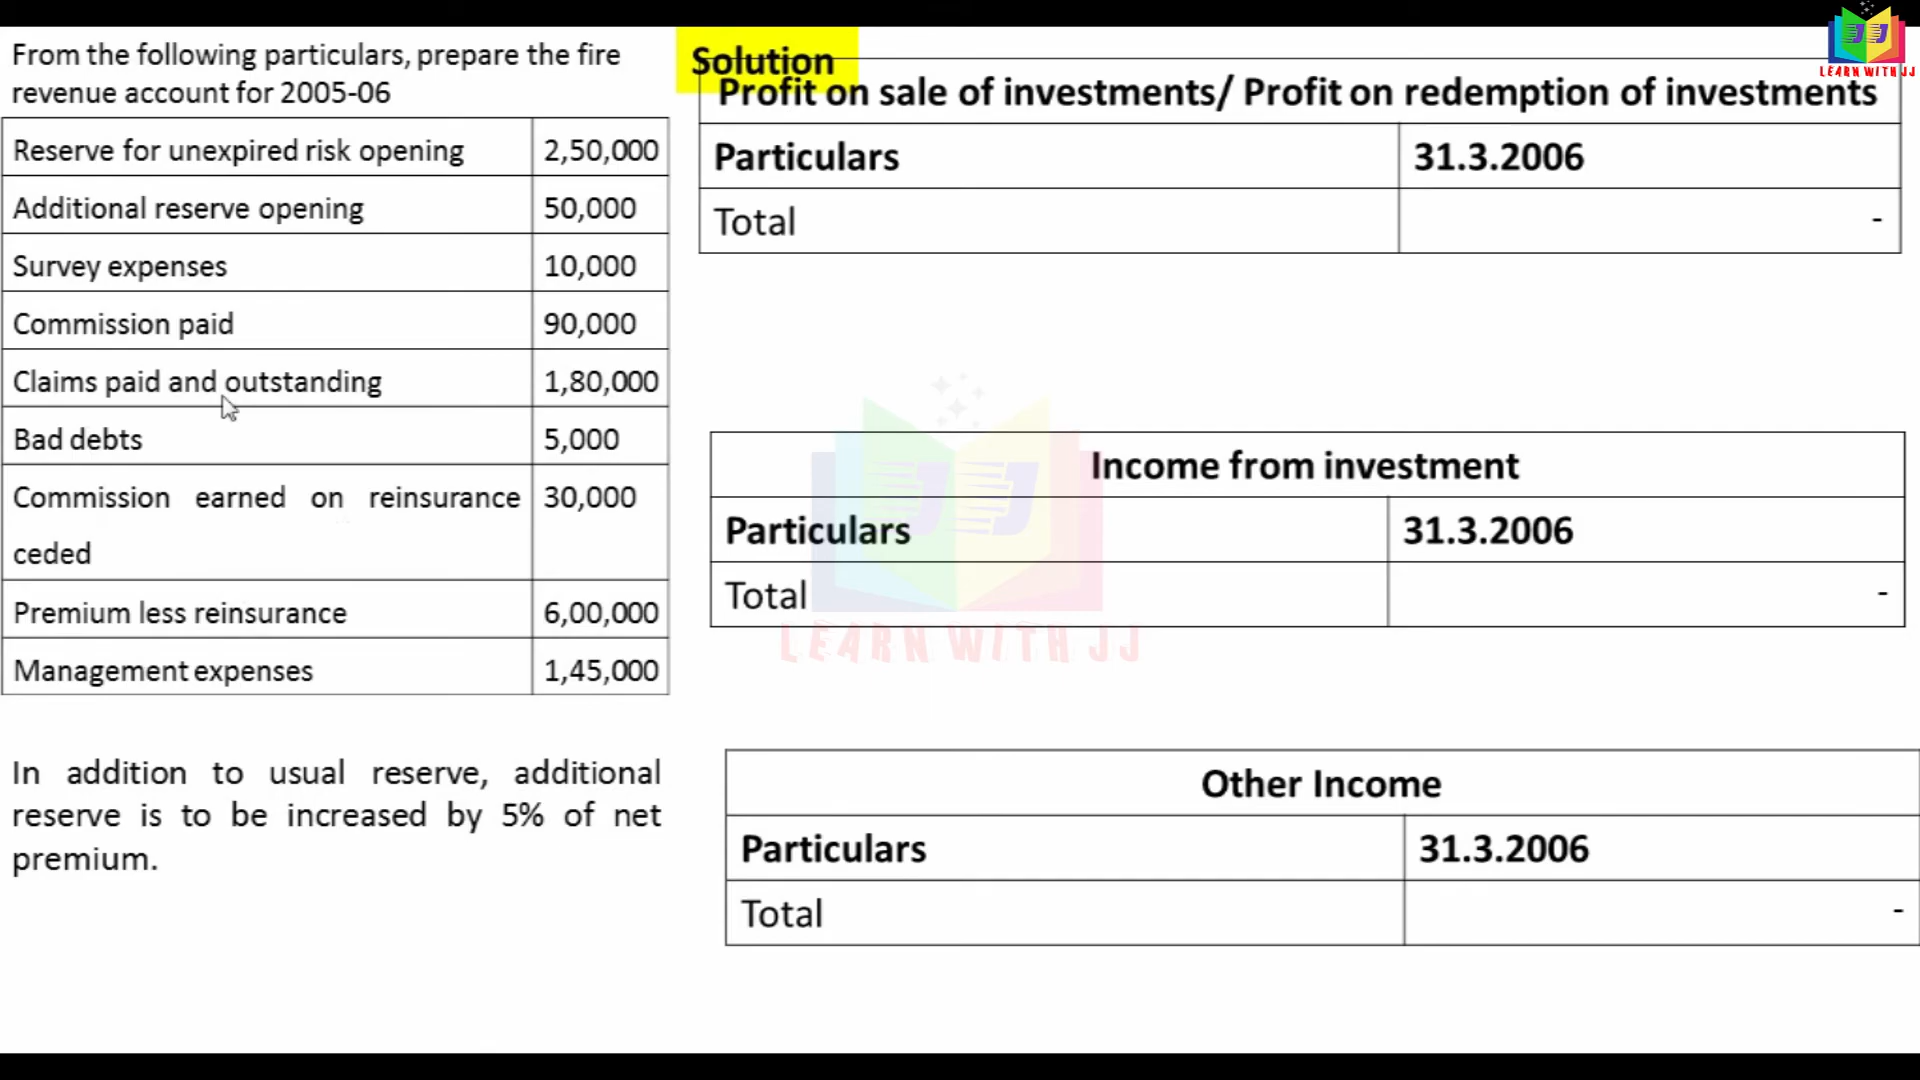 From the following particulars, prepare the fire
revenue account for 2005-06
Reserve for unexpired risk opening 2,50,000
Additional reserve opening 50,000
Survey expenses 10,000
Commission paid 90,000
Claims paid and outstanding 1,80,000
Bad debts 5,000
Commission earned on reinsurance 30,000
ceded
Premium less reinsurance 6,00,000
Management expenses 1,45,000
In addition to usual reserve, additional
reserve is to be increased by 5% of net
premium.
Solution
Profit on sale of investments/ Profit on redemption of investments
Particulars 31.3.2006
Total -
Income from investment
Particulars 31.3.2006
Total -
Other Income
Particulars 31.3.2006
Total -
JJ
LEARN WITH JJ
JJ
LEARN WITH JJ